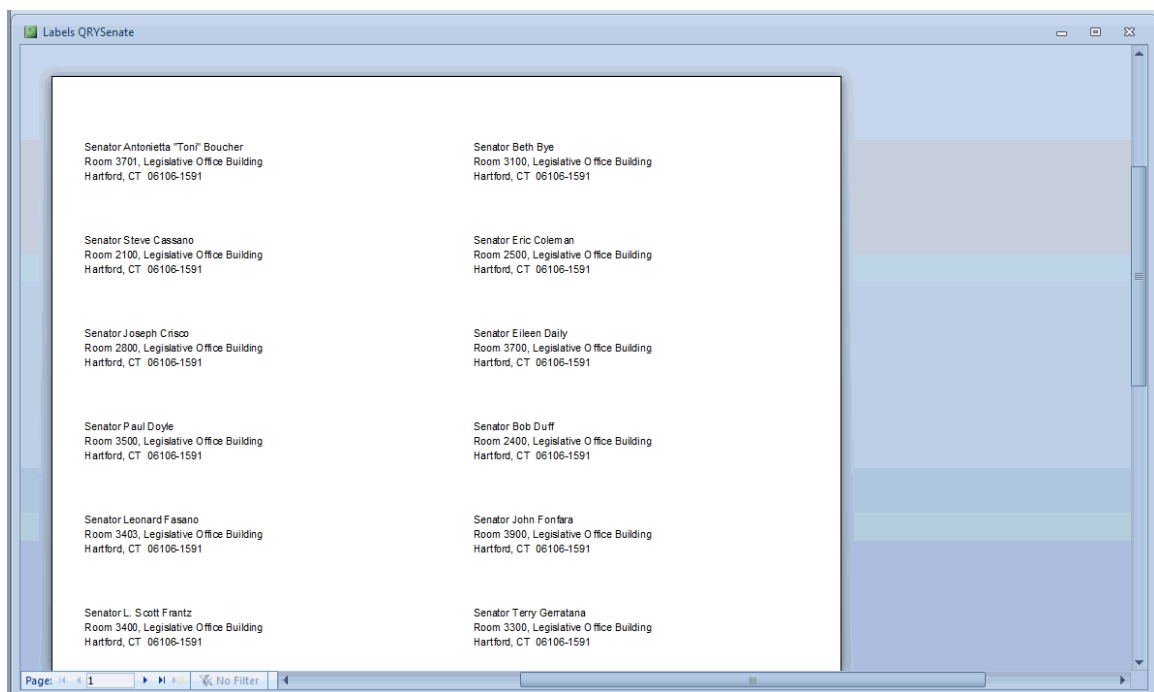 Labels QRYSenate
Senator Antonietta "Toni" Boucher
Room 3701, Legislative Office Building
Hartford, CT  06106-1591
Senator Beth Bye
Room 3100, Legislative Office Building
Hartford, CT  06106-1591
Senator Steve Cassano
Room 2100, Legislative Office Building
Hartford, CT  06106-1591
Senator Eric Coleman
Room 2500, Legislative Office Building
Hartford, CT  06106-1591
Senator Joseph Crisco
Room 2800, Legislative Office Building
Hartford, CT  06106-1591
Senator Eileen Daily
Room 3700, Legislative Office Building
Hartford, CT  06106-1591
Senator Paul Doyle
Room 3500, Legislative Office Building
Hartford, CT  06106-1591
Senator Bob Duff
Room 2400, Legislative Office Building
Hartford, CT  06106-1591
Senator Leonard Fasano
Room 3403, Legislative Office Building
Hartford, CT  06106-1591
Senator John Fonfara
Room 3900, Legislative Office Building
Hartford, CT  06106-1591
Senator L. Scott Frantz
Room 3400, Legislative Office Building
Hartford, CT  06106-1591
Senator Terry Gerratana
Room 3300, Legislative Office Building
Hartford, CT  06106-1591
Page: 1 No Filter